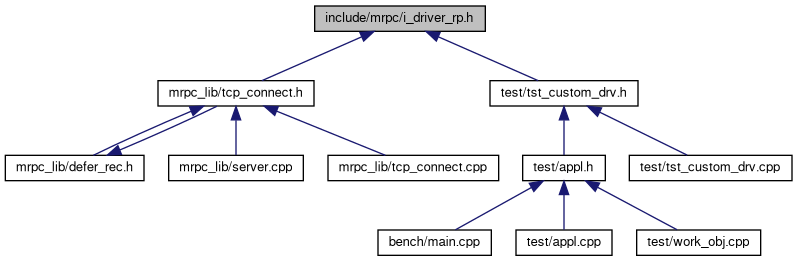 include/mrpc/i_driver_rp.h
mrpc_lib/tcp_connect.h
test/tst_custom_drv.h
mrpc_lib/defer_rec.h
mrpc_lib/server.cpp
mrpc_lib/tcp_connect.cpp
test/appl.h
test/tst_custom_drv.cpp
bench/main.cpp
test/appl.cpp
test/work_obj.cpp